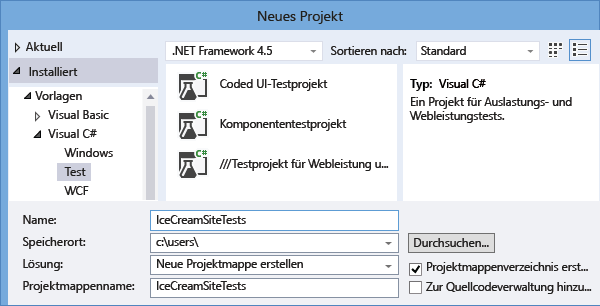 Neues Projekt
Aktuell
Installiert
Vorlagen
Visual Basic
Visual C#
Windows
Test
WCF
.NET Framework 4.5
Sortieren nach:
Standard
C#
Coded UI-Testprojekt
C#
Komponententestprojekt
C#
///Testprojekt für Webleistung u...
Typ: Visual C#
Ein Projekt für Auslastungs- und
Webleistungstests.
Name:
IceCreamSiteTests
Speicherort:
c:\users\
Durchsuchen...
Lösung:
Neue Projektmappe erstellen
Projektmappenverzeichnis erst...
Projektmappenname:
IceCreamSiteTests
Zur Quellcodeverwaltung hinzu...